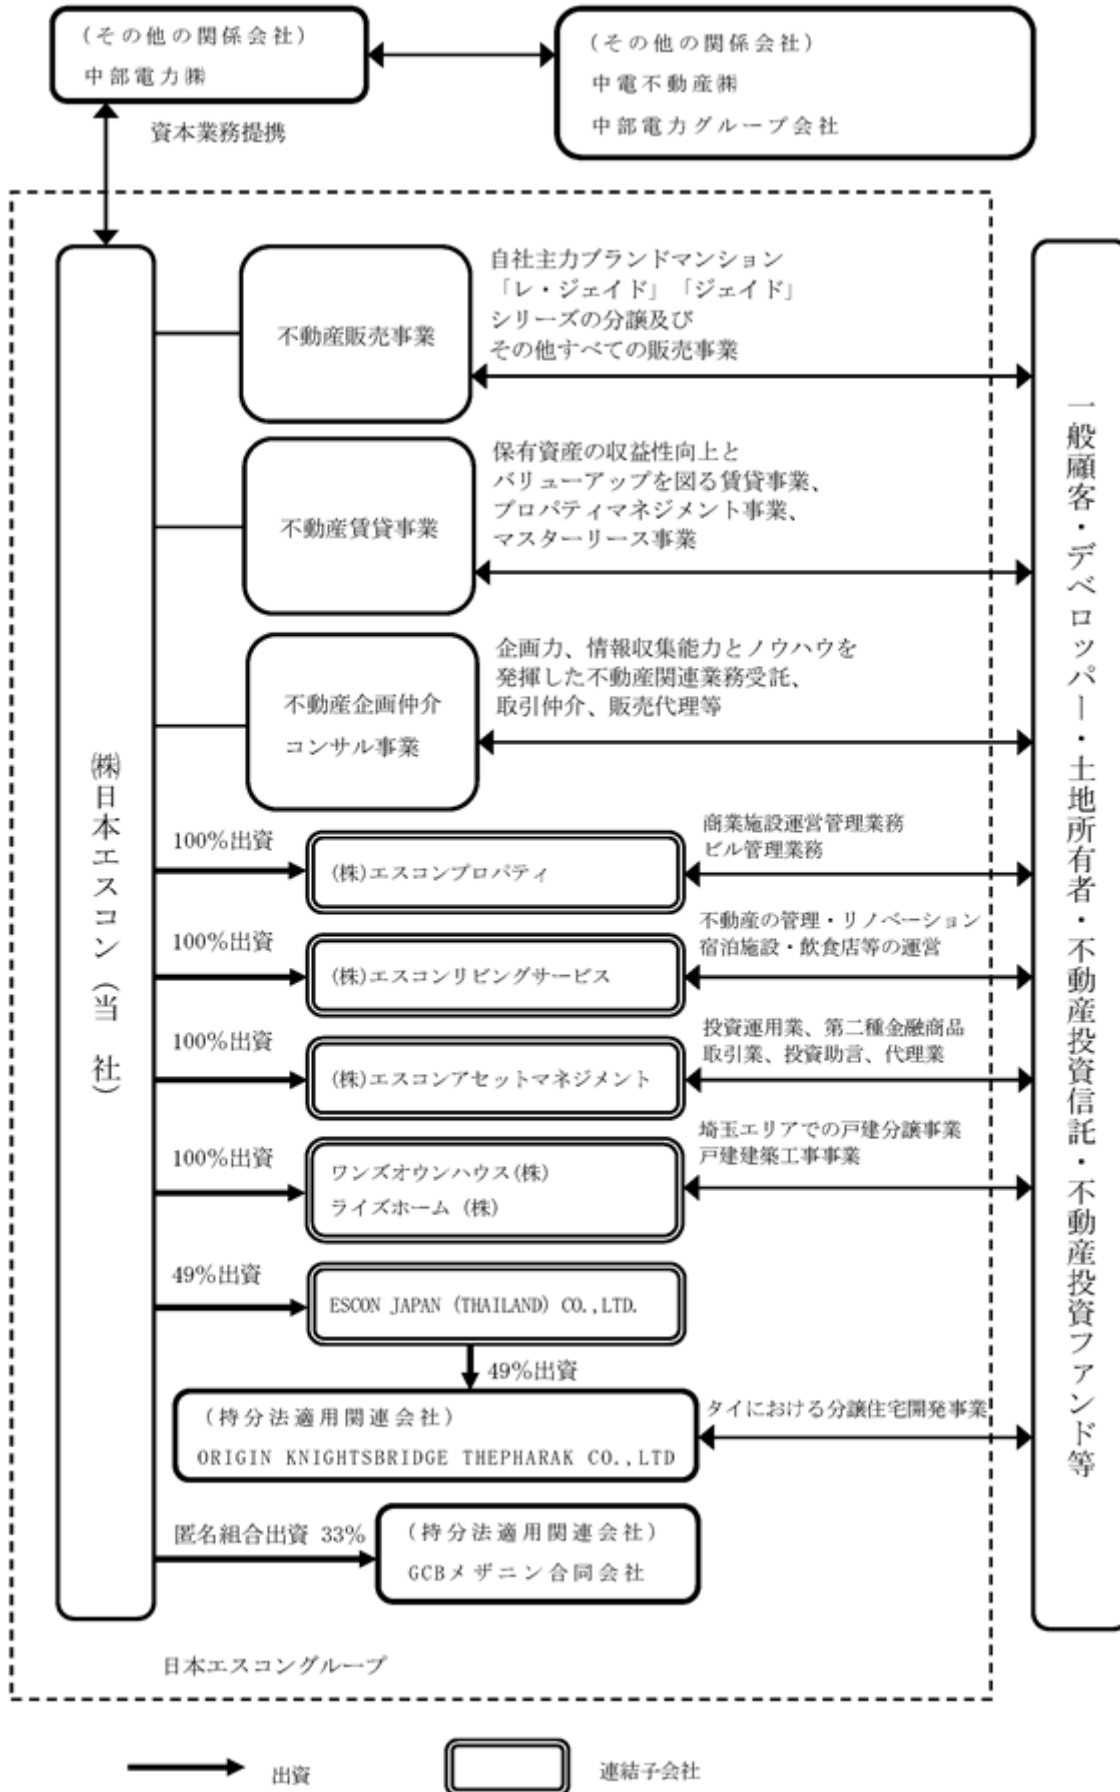 (その他の関係会社)
中部電力㈱
(その他の関係会社)
中電不動産㈱
中部電力グループ会社
資本業務提携
㈱日本エスコン(当 社)
不動産販売事業
自社主力ブランドマンション
「レ・ジェイド」「ジェイド」
シリーズの分譲及び
その他すべての販売事業
不動産賃貸事業
保有資産の収益性向上と
バリューアップを図る賃貸事業、
プロパティマネジメント事業、
マスターリース事業
不動産企画仲介
コンサル事業
企画力、情報収集能力とノウハウを
発揮した不動産関連業務受託、
取引仲介、販売代理等
100%出資
(株)エスコンプロパティ
商業施設運営管理業務
ビル管理業務
100%出資
(株)エスコンリビングサービス
不動産の管理・リノベーション
宿泊施設・飲食店等の運営
100%出資
(株)エスコンアセットマネジメント
投資運用業、第二種金融商品
取引業、投資助言、代理業
100%出資
ワンズオウンハウス(株)
ライズホーム (株)
埼玉エリアでの戸建分譲事業
戸建建築工事事業
49%出資
ESCON JAPAN (THAILAND) CO.,LTD.
49%出資
(持分法適用関連会社)
ORIGIN KNIGHTSBRIDGE THEPHARAK CO.,LTD
タイにおける分譲住宅開発事業
匿名組合出資 33%
(持分法適用関連会社)
GCBメザニン合同会社
一般顧客・デベロッパー・土地所有者・不動産投資信託・不動産投資ファンド等
日本エスコングループ
出資
連結子会社